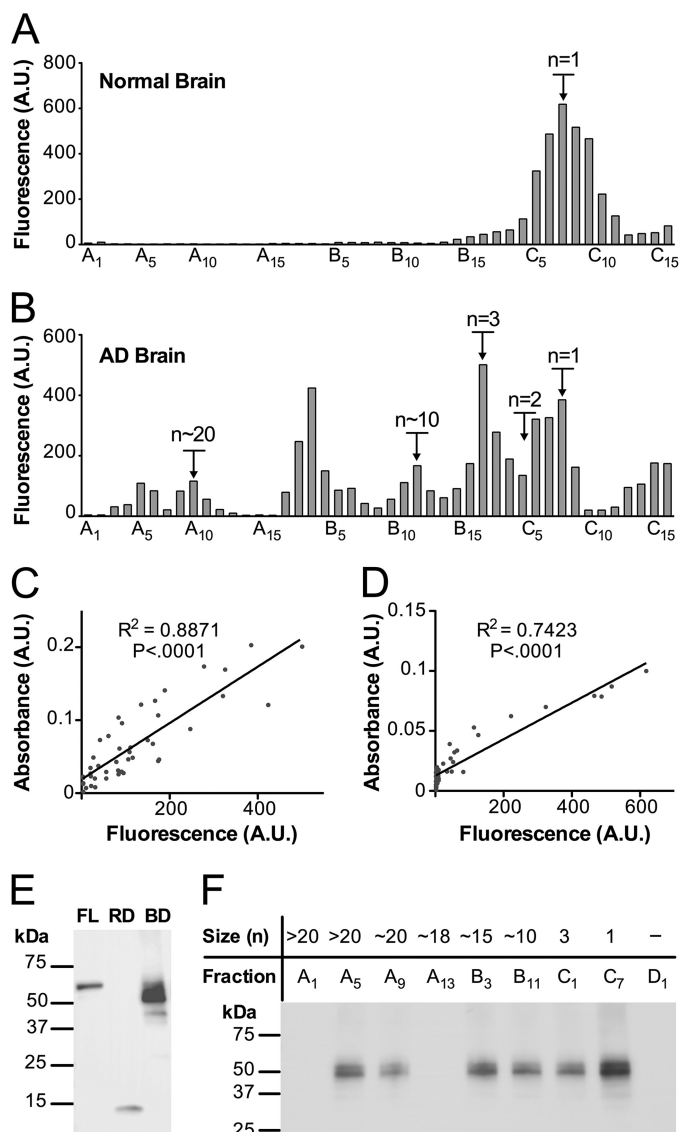 A
Fluorescence (A.U.)
800
600
400
200
0
Normal Brain
n=1
A1 A5 A10 A15 B5 B10 B15 C5 C10 C15
B
Fluorescence (A.U.)
600
400
200
0
AD Brain
n~20
n~10
n=3
n=2
n=1
A1 A5 A10 A15 B5 B10 B15 C5 C10 C15
C
Absorbance (A.U.)
0.2
0.1
0
R2 = 0.8871
P<.0001
200 400
Fluorescence (A.U.)
D
Absorbance (A.U.)
0.15
0.1
0.05
0
R2 = 0.7423
P<.0001
200 400 600
Fluorescence (A.U.)
E
FL RD BD
kDa
75
50
37
25
15
F
Size (n) >20 >20 ~20 ~18 ~15 ~10 3 1 –
Fraction A1 A5 A9 A13 B3 B11 C1 C7 D1
kDa
75
50
37
25